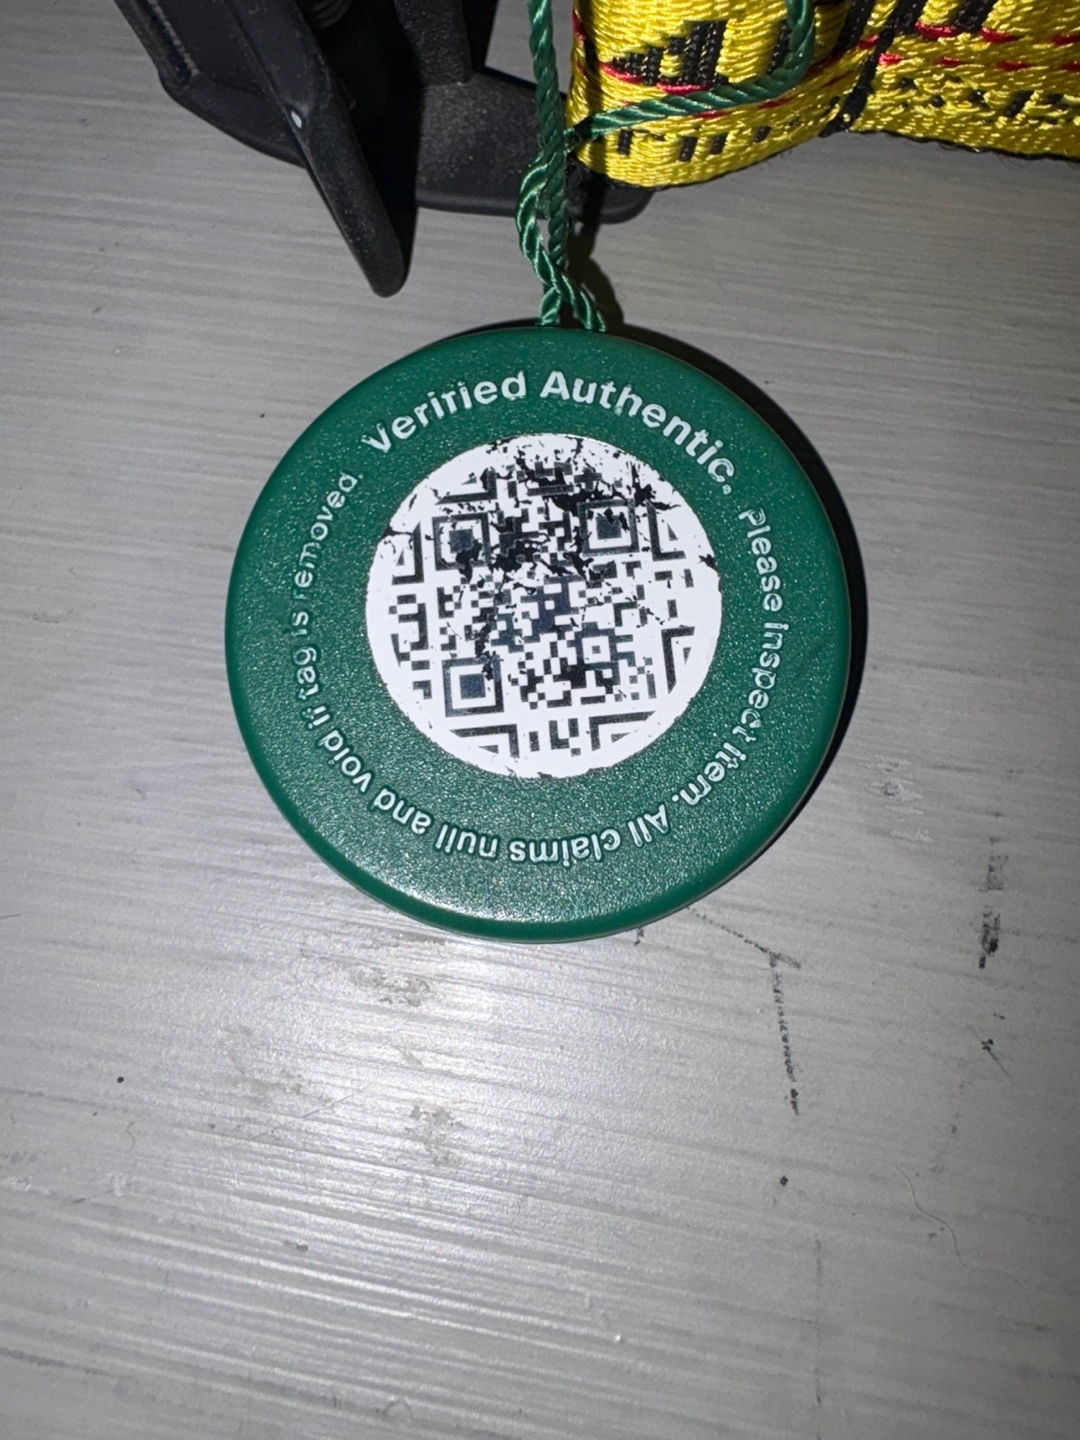 Verified Authentic. Please inspect item. All claims null and void if tag is removed.